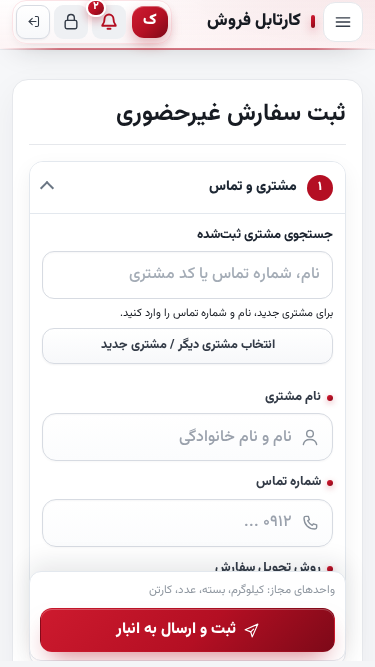 کارتابل فروش
ک
۲
ثبت سفارش غیرحضوری
۱
مشتری و تماس
جستجوی مشتری ثبت‌شده
نام، شماره تماس یا کد مشتری
برای مشتری جدید، نام و شماره تماس را وارد کنید.
انتخاب مشتری دیگر / مشتری جدید
نام مشتری
نام و نام خانوادگی
شماره تماس
۰۹۱۲ ...
روش تحویل سفارش
واحدهای مجاز: کیلوگرم، بسته، عدد، کارتن
ثبت و ارسال به انبار